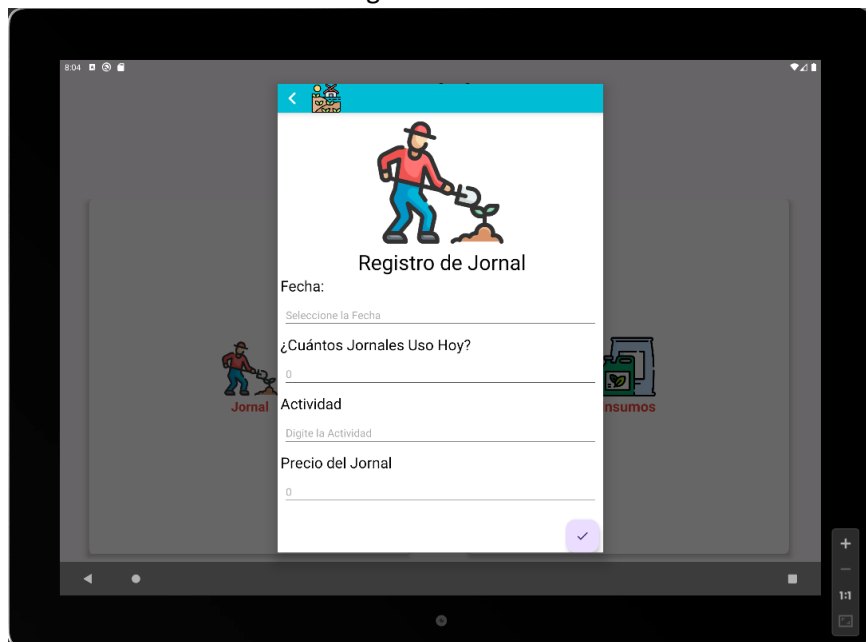 8:04
Registro de Jornal
Fecha:
Seleccione la Fecha
¿Cuántos Jornales Uso Hoy?
0
Jornal
nsumos
Actividad
Digite la Actividad
Precio del Jornal
0
1:1